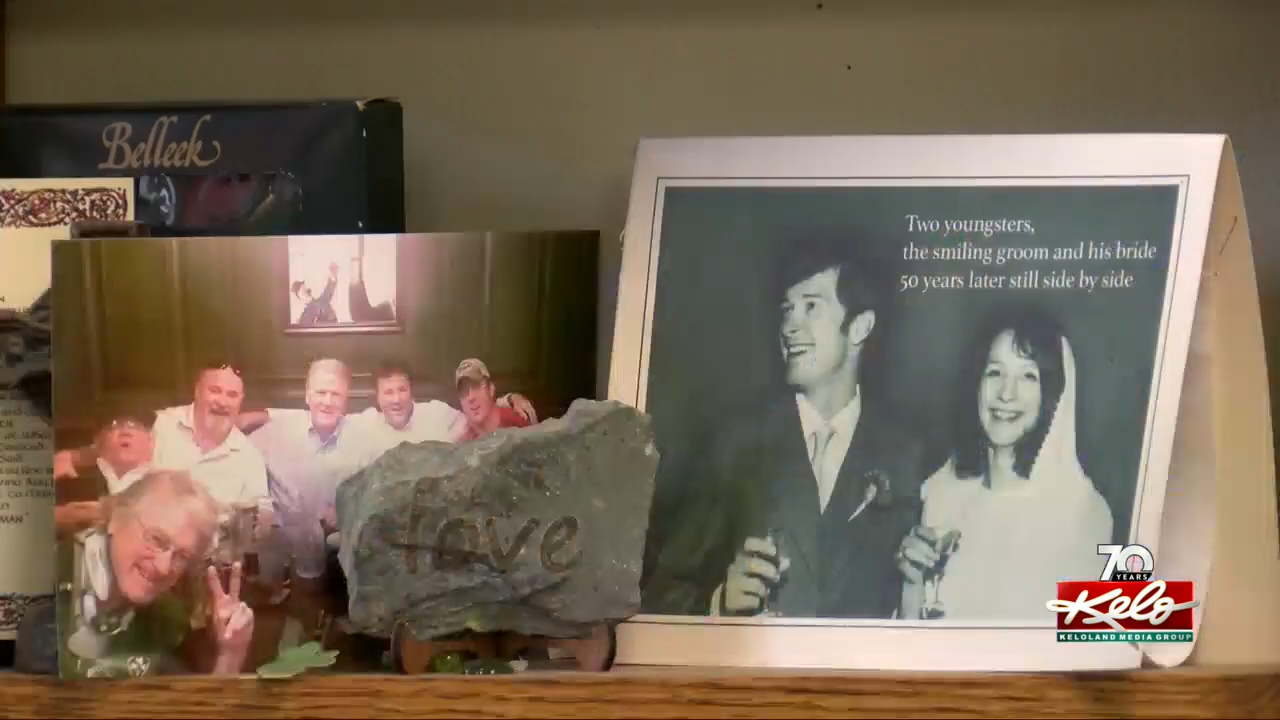 Belleek
Two youngsters,
the smiling groom and his bride
50 years later still side by side
love
MAN"
70
YEARS
Kelo
KELOLAND MEDIA GROUP